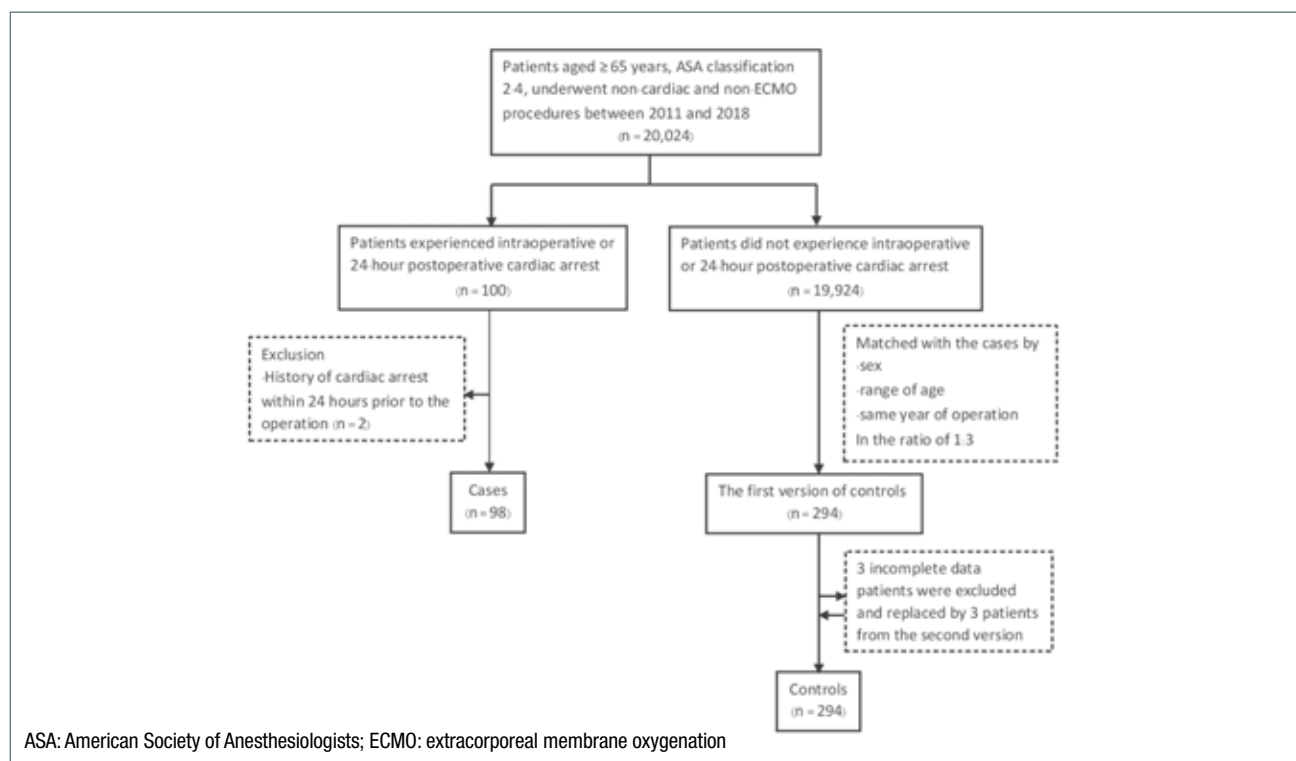 Patients aged ≥ 65 years, ASA classification
2-4, underwent non-cardiac and non-ECMO
procedures between 2011 and 2018
(n = 20,024)
Patients experienced intraoperative or
24-hour postoperative cardiac arrest
(n = 100)
Patients did not experience intraoperative
or 24-hour postoperative cardiac arrest
(n = 19,924)
Exclusion
-History of cardiac arrest
within 24 hours prior to the
operation (n = 2)
Matched with the cases by
-sex
-range of age
-same year of operation
In the ratio of 1:3
Cases
(n = 98)
The first version of controls
(n = 294)
3 incomplete data
patients were excluded
and replaced by 3 patients
from the second version
Controls
(n = 294)
ASA: American Society of Anesthesiologists; ECMO: extracorporeal membrane oxygenation